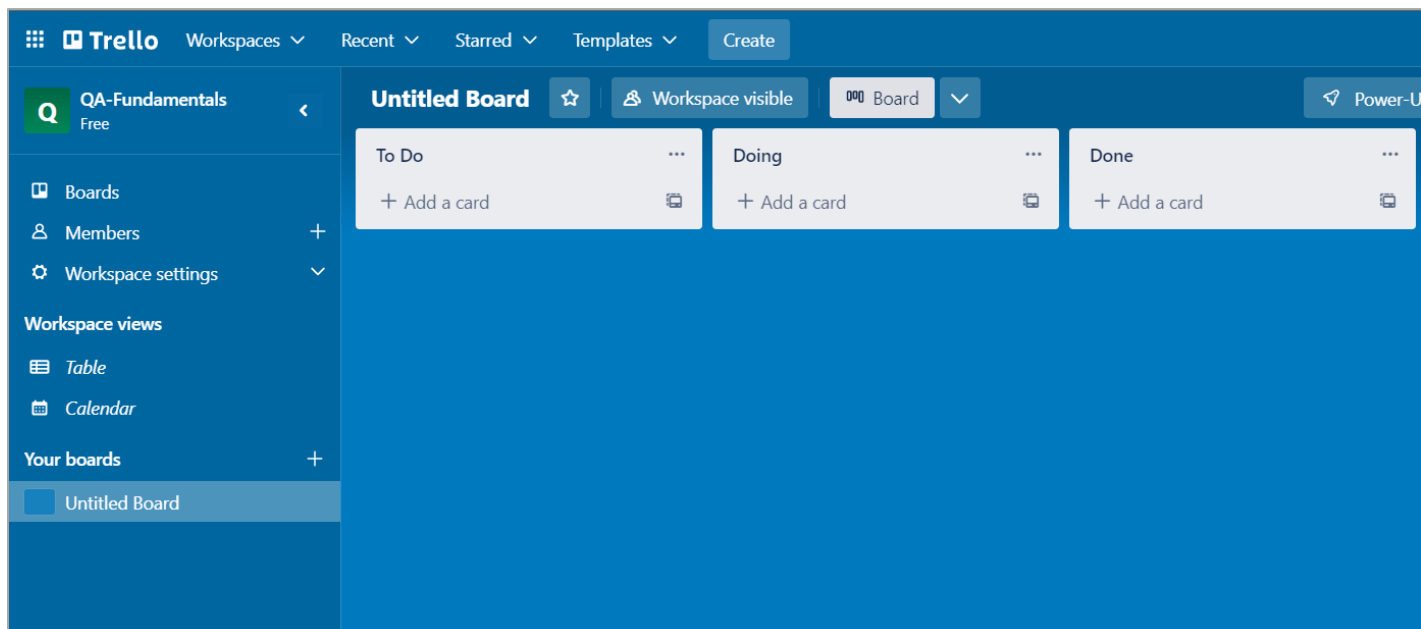 Trello Workspaces Recent Starred Templates Create
Q QA-Fundamentals
Free
Untitled Board Workspace visible Board Power-U
To Do Doing Done
Add a card Add a card Add a card
Boards
Members
Workspace settings
Workspace views
Table
Calendar
Your boards
Untitled Board